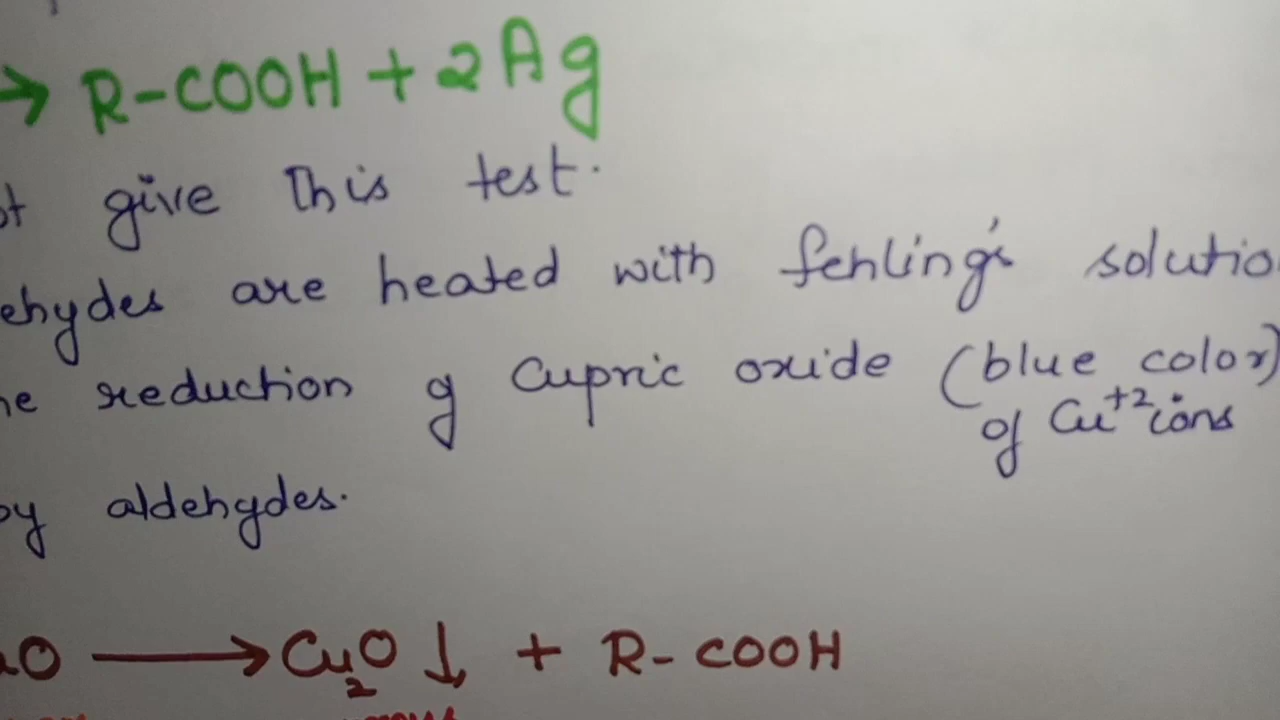 → R-COOH + 2Ag
give this test.
ehydes are heated with fehling's solutio
reduction of Cupric oxide (blue color)
of Cu+2 ions
by aldehydes.
O → Cu2O ↓ + R-COOH